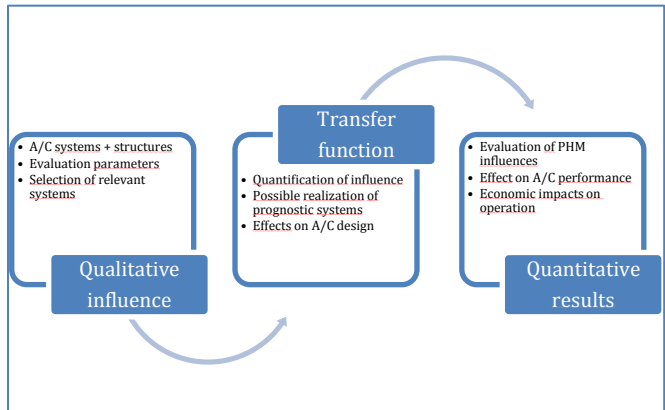 • A/C systems + structures
• Evaluation parameters
• Selection of relevant
systems
Qualitative
influence
Transfer
function
• Quantification of influence
• Possible realization of
prognostic systems
• Effects on A/C design
• Evaluation of PHM
influences
• Effect on A/C performance
• Economic impacts on
operation
Quantitative
results